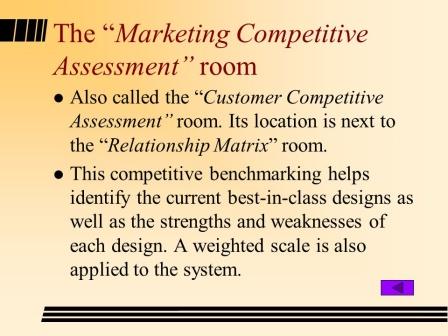 The “Marketing Competitive
Assessment” room
Also called the “Customer Competitive
Assessment” room. Its location is next to
the “Relationship Matrix” room.
This competitive benchmarking helps
identify the current best-in-class designs as
well as the strengths and weaknesses of
each design. A weighted scale is also
applied to the system.